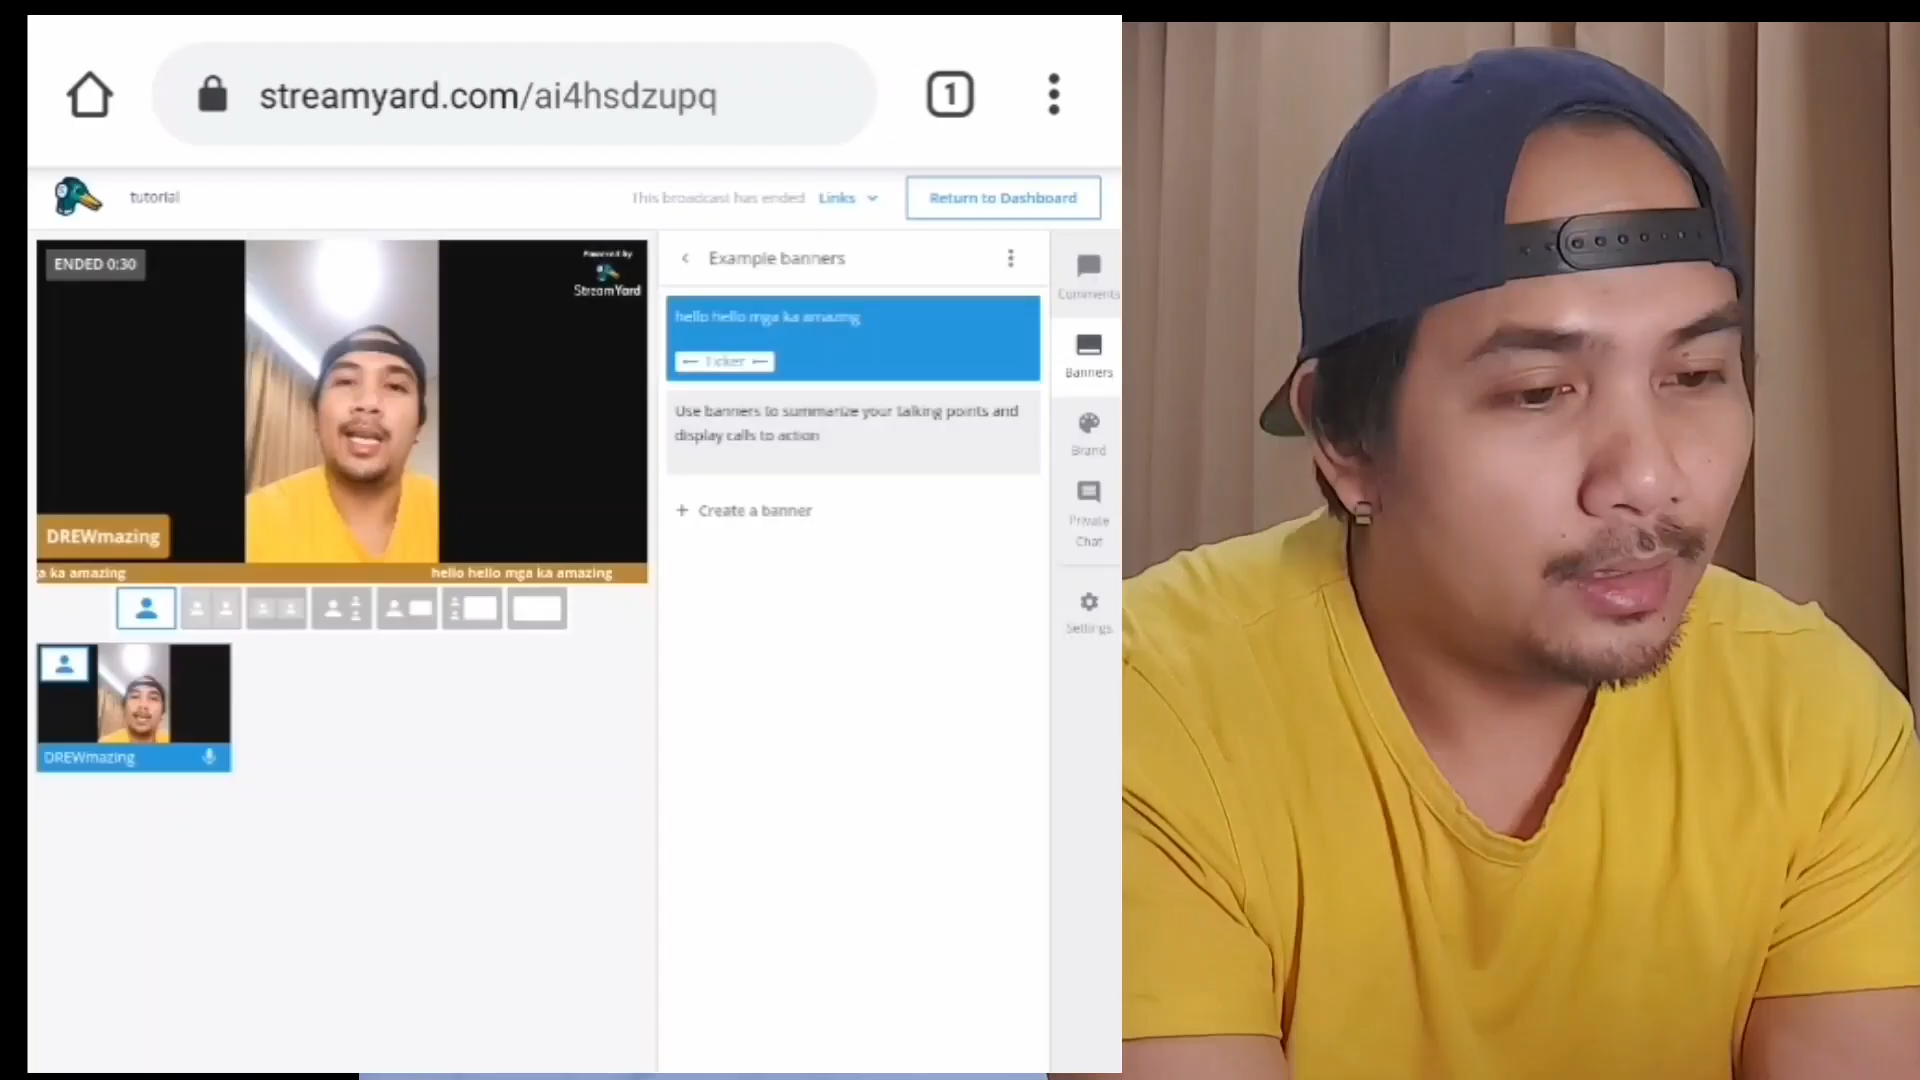 streamyard.com/ai4hsdzupq
1
tutorial
This broadcast has ended
Links
Return to Dashboard
ENDED 0:30
Powered by
StreamYard
DREWmazing
a ka amazing
hello hello mga ka amazing
DREWmazing
Example banners
hello hello mga ka amazing
Ticker
Use banners to summarize your talking points and
display calls to action
+ Create a banner
Comments
Banners
Brand
Private
Chat
Settings